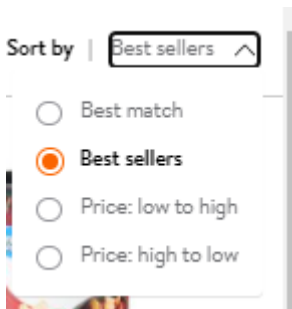 Sort by | Best sellers
Best match
Best sellers
Price: low to high
Price: high to low